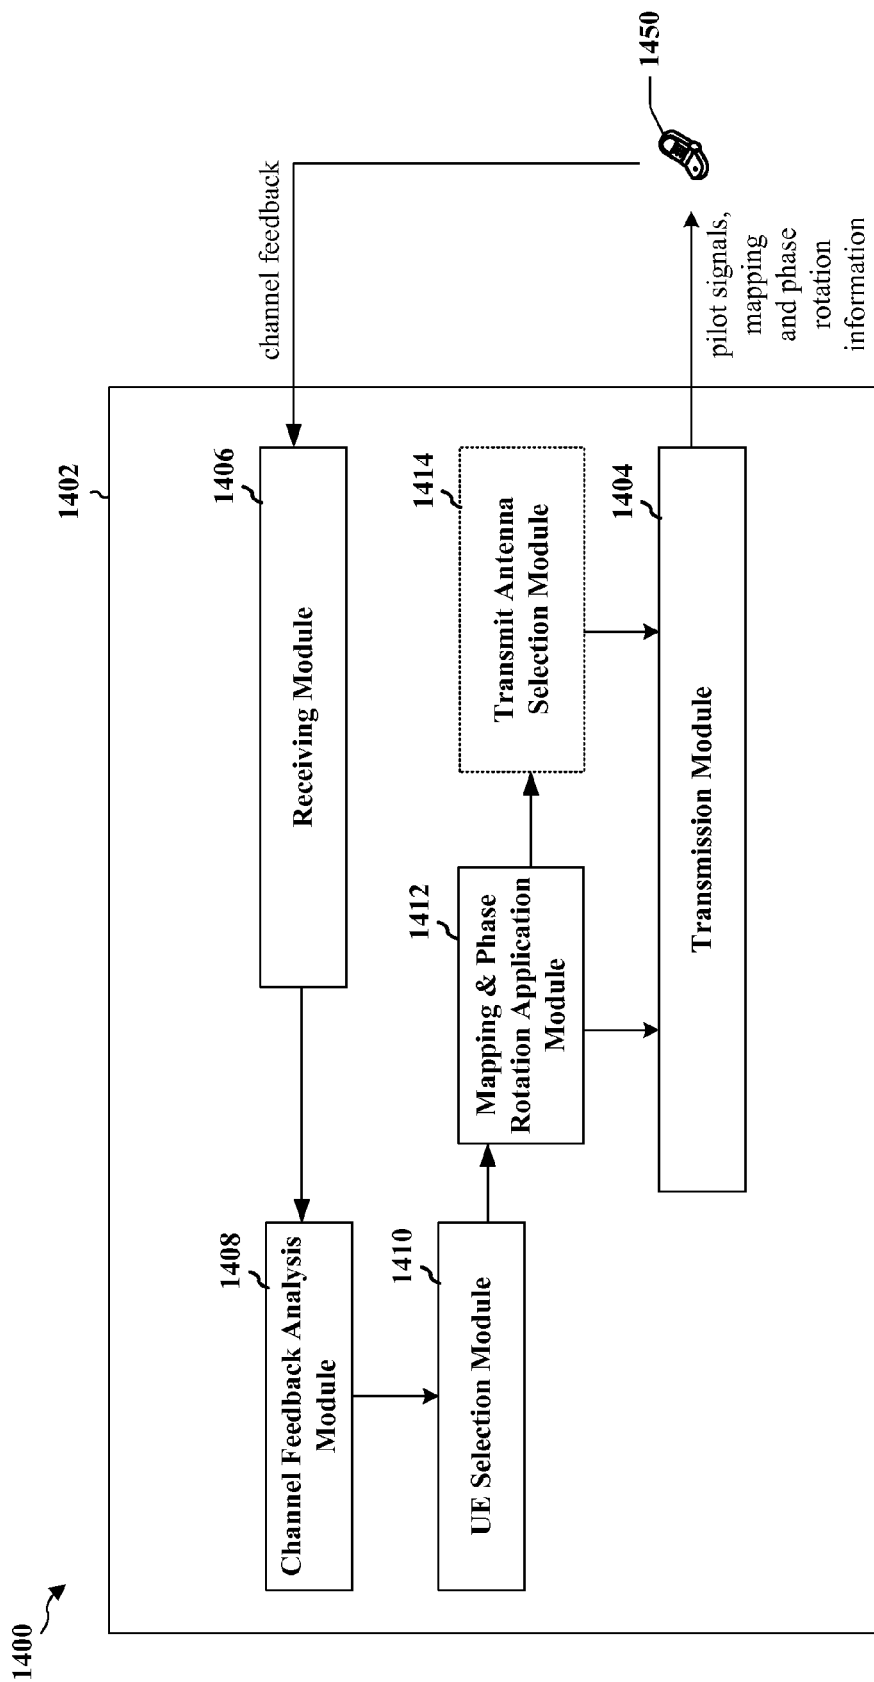 1400
1402
1408
Channel Feedback Analysis
Module
1406
Receiving Module
channel feedback
1450
1410
UE Selection Module
1412
Mapping & Phase
Rotation Application
Module
1414
Transmit Antenna
Selection Module
1404
Transmission Module
pilot signals,
mapping
and phase
rotation
information